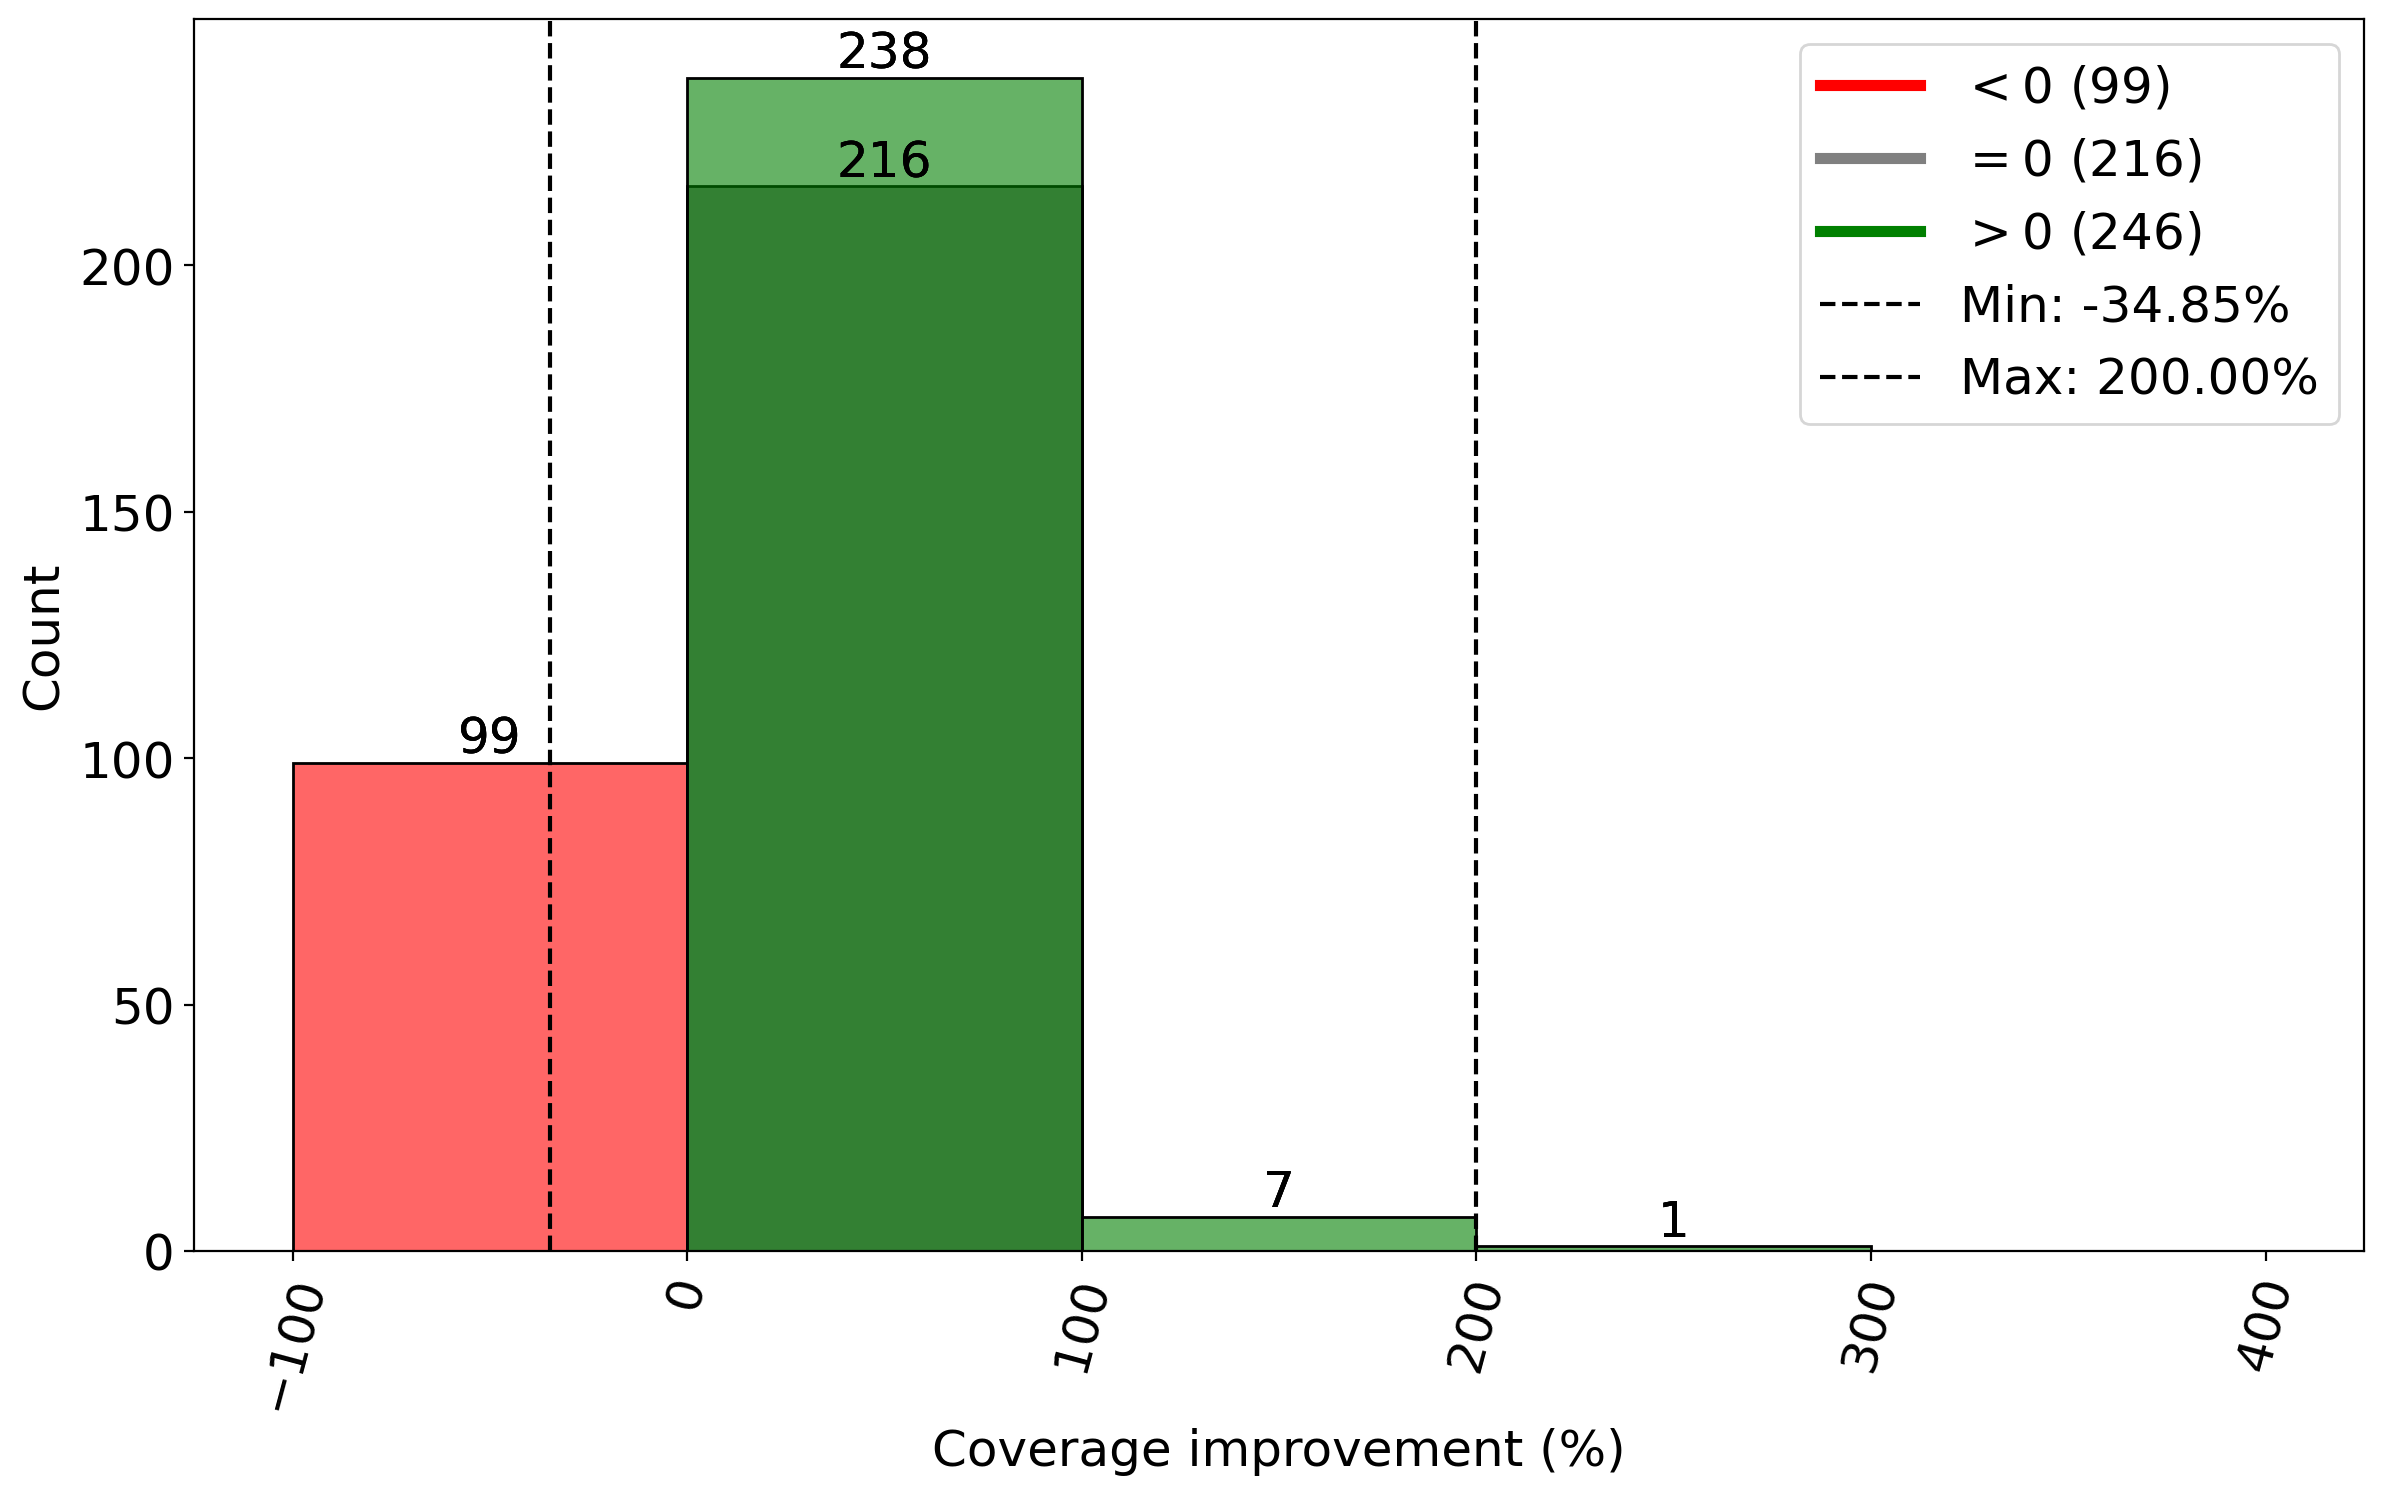 238
216
99
7
1
< 0 (99)
= 0 (216)
> 0 (246)
Min: -34.85%
Max: 200.00%
200
150
100
50
0
Count
−100
0
100
200
300
400
Coverage improvement (%)